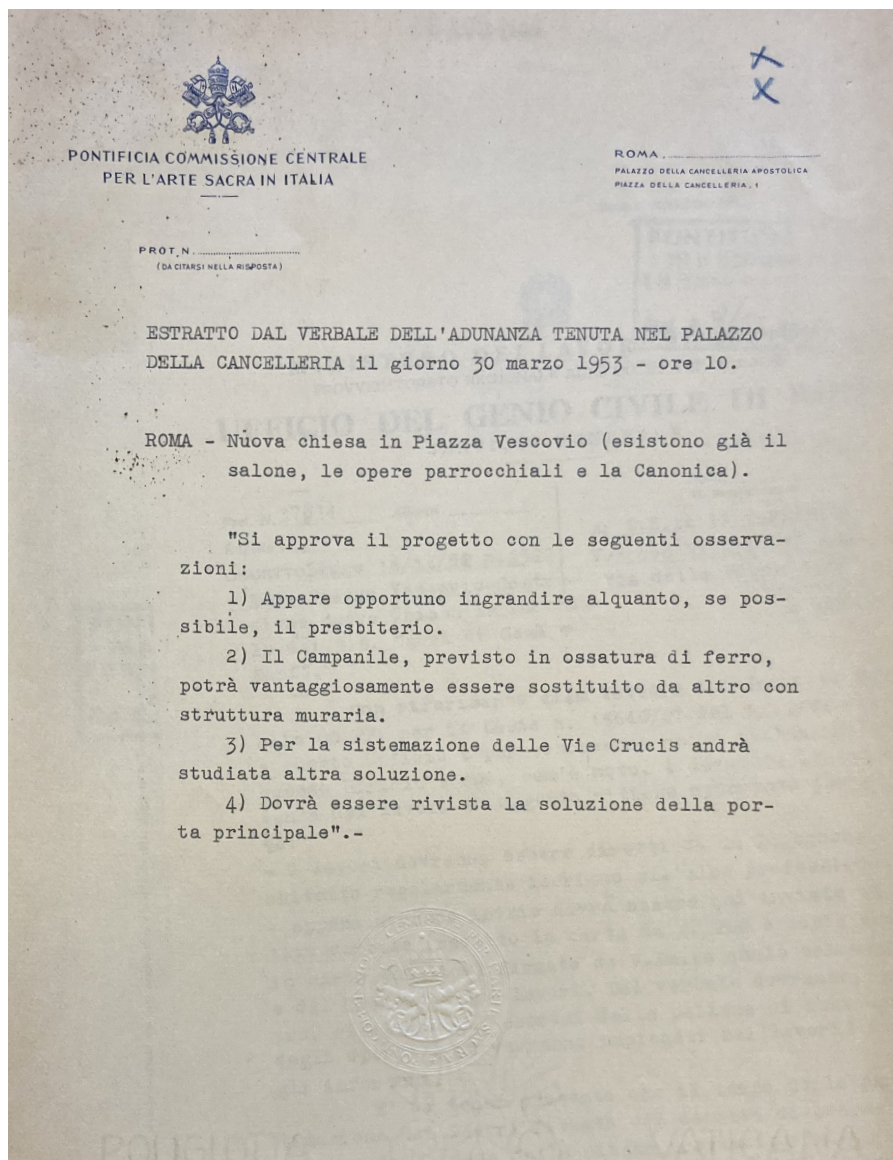 PONTIFICIA COMMISSIONE CENTRALE
PER L'ARTE SACRA IN ITALIA
ROMA
PALAZZO DELLA CANCELLERIA APOSTOLICA
PIAZZA DELLA CANCELLERIA, 1
PROT. N.
(DA CITARSI NELLA RISPOSTA)
ESTRATTO DAL VERBALE DELL'ADUNANZA TENUTA NEL PALAZZO
DELLA CANCELLERIA il giorno 30 marzo 1953 - ore 10.
ROMA - Nuova chiesa in Piazza Vescovio (esistono già il
salone, le opere parrocchiali e la Canonica).
"Si approva il progetto con le seguenti osserva-
zioni:
1) Appare opportuno ingrandire alquanto, se pos-
sibile, il presbiterio.
2) Il Campanile, previsto in ossatura di ferro,
potrà vantaggiosamente essere sostituito da altro con
struttura muraria.
3) Per la sistemazione delle Vie Crucis andrà
studiata altra soluzione.
4) Dovrà essere rivista la soluzione della por-
ta principale".-